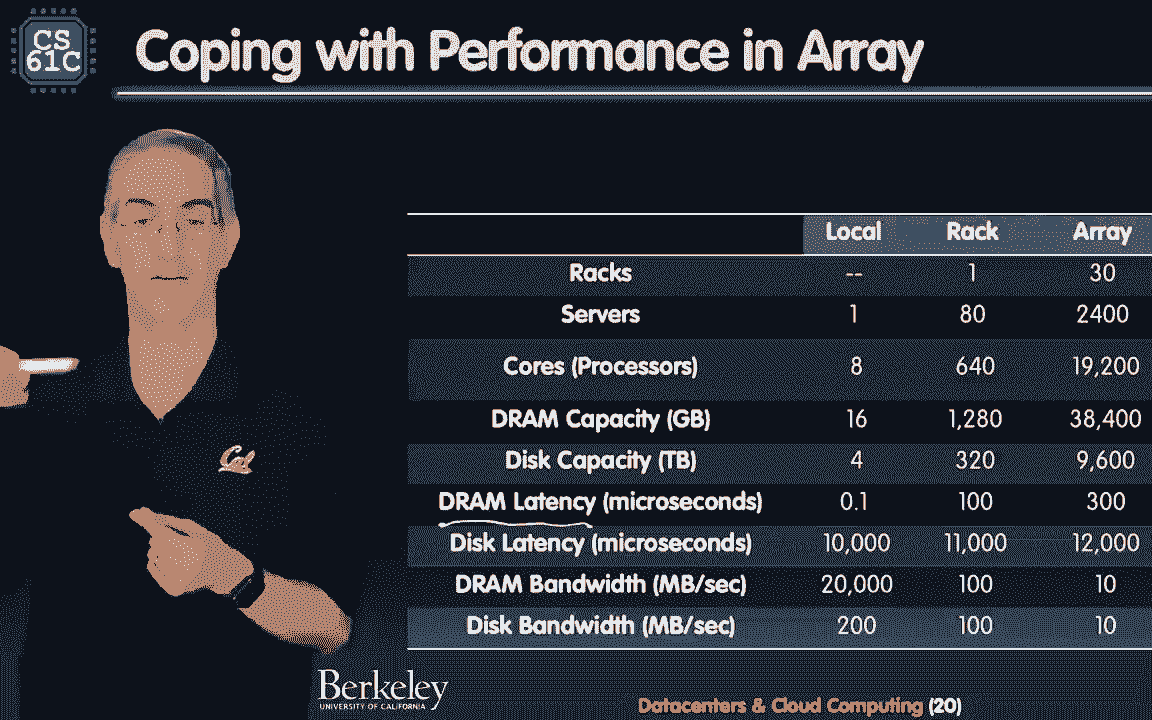 CS
61C
Coping with Performance in Array
Local Rack Array
Racks -- 1 30
Servers 1 80 2400
Cores (Processors) 8 640 19,200
DRAM Capacity (GB) 16 1,280 38,400
Disk Capacity (TB) 4 320 9,600
DRAM Latency (microseconds) 0.1 100 300
Disk Latency (microseconds) 10,000 11,000 12,000
DRAM Bandwidth (MB/sec) 20,000 100 10
Disk Bandwidth (MB/sec) 200 100 10
Cal
Berkeley
UNIVERSITY OF CALIFORNIA
Datacenters & Cloud Computing (20)